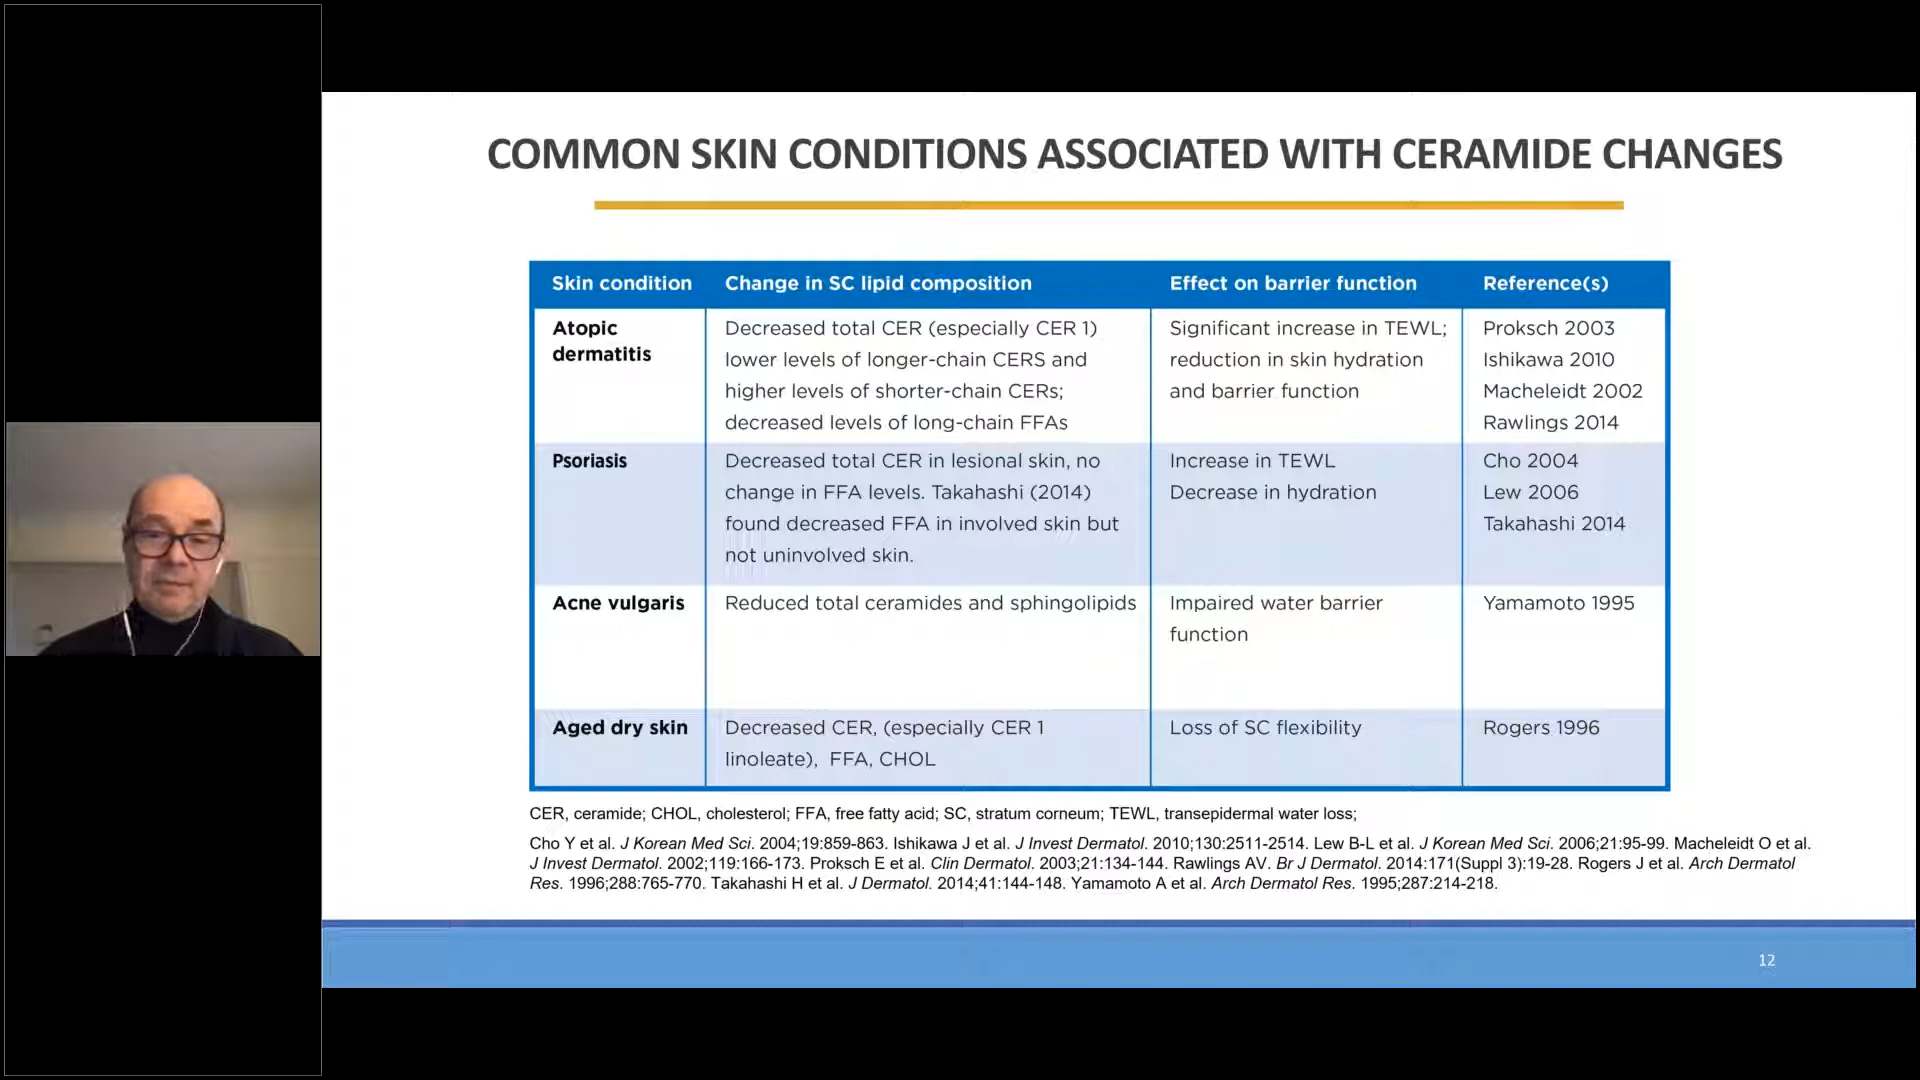 COMMON SKIN CONDITIONS ASSOCIATED WITH CERAMIDE CHANGES
Skin condition
Change in SC lipid composition
Effect on barrier function
Reference(s)
Atopic
dermatitis
Decreased total CER (especially CER 1)
lower levels of longer-chain CERS and
higher levels of shorter-chain CERs;
decreased levels of long-chain FFAs
Significant increase in TEWL;
reduction in skin hydration
and barrier function
Proksch 2003
Ishikawa 2010
Macheleidt 2002
Rawlings 2014
Psoriasis
Decreased total CER in lesional skin, no
change in FFA levels. Takahashi (2014)
found decreased FFA in involved skin but
not uninvolved skin.
Increase in TEWL
Decrease in hydration
Cho 2004
Lew 2006
Takahashi 2014
Acne vulgaris
Reduced total ceramides and sphingolipids
Impaired water barrier
function
Yamamoto 1995
Aged dry skin
Decreased CER, (especially CER 1
linoleate), FFA, CHOL
Loss of SC flexibility
Rogers 1996
CER, ceramide; CHOL, cholesterol; FFA, free fatty acid; SC, stratum corneum; TEWL, transepidermal water loss;
Cho Y et al. J Korean Med Sci. 2004;19:859-863. Ishikawa J et al. J Invest Dermatol. 2010;130:2511-2514. Lew B-L et al. J Korean Med Sci. 2006;21:95-99. Macheleidt O et al.
J Invest Dermatol. 2002;119:166-173. Proksch E et al. Clin Dermatol. 2003;21:134-144. Rawlings AV. Br J Dermatol. 2014:171(Suppl 3):19-28. Rogers J et al. Arch Dermatol
Res. 1996;288:765-770. Takahashi H et al. J Dermatol. 2014;41:144-148. Yamamoto A et al. Arch Dermatol Res. 1995;287:214-218.
12